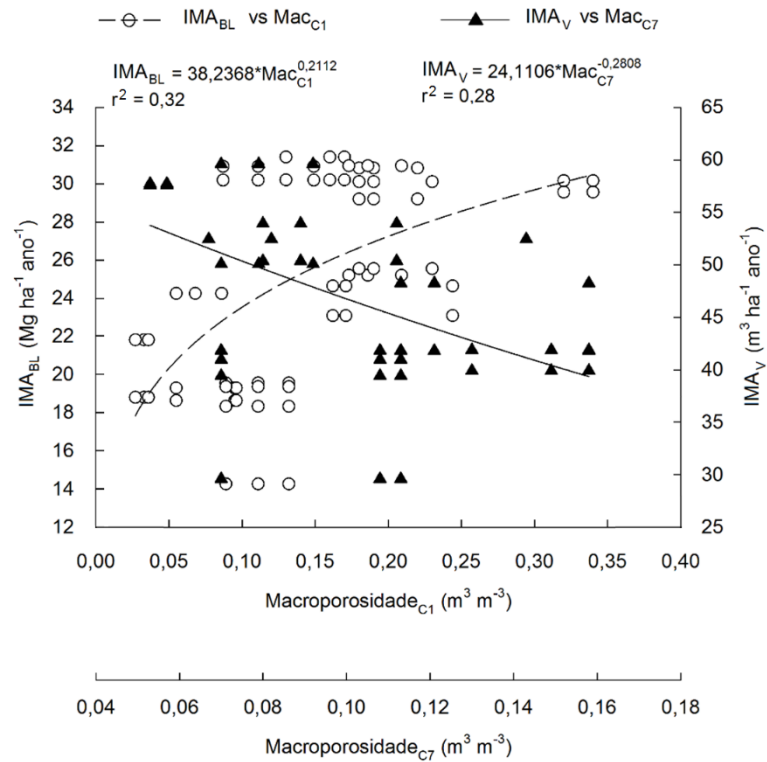 IMA_BL vs Mac_C1 IMA_V vs Mac_C7
IMA_BL = 38,2368*Mac_C1^0,2112 IMA_V = 24,1106*Mac_C7^-0,2808
r² = 0,32 r² = 0,28
34 65
32 60
30
28 55
26 50
24
22 45
20 40
18
16 35
14 30
12 25
IMA_BL (Mg ha⁻¹ ano⁻¹)
IMA_V (m³ ha⁻¹ ano⁻¹)
0,00 0,05 0,10 0,15 0,20 0,25 0,30 0,35 0,40
Macroporosidade_C1 (m³ m⁻³)
0,04 0,06 0,08 0,10 0,12 0,14 0,16 0,18
Macroporosidade_C7 (m³ m⁻³)